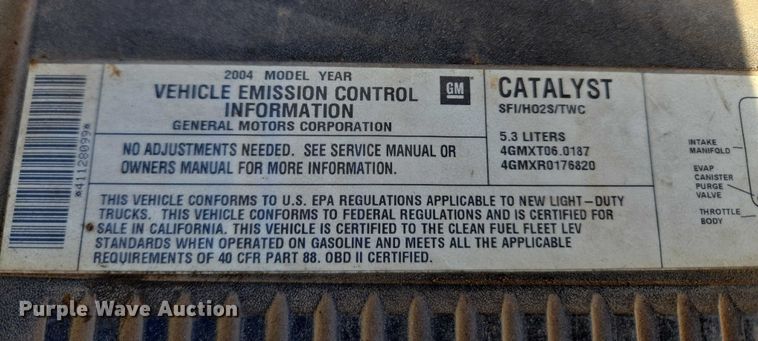 2004 MODEL YEAR
VEHICLE EMISSION CONTROL
INFORMATION
GENERAL MOTORS CORPORATION
GM
CATALYST
SFI/HO2S/TWC
NO ADJUSTMENTS NEEDED. SEE SERVICE MANUAL OR
OWNERS MANUAL FOR MORE INFORMATION.
5.3 LITERS
4GMXT06.0187
4GMXR0176820
*41128099*
THIS VEHICLE CONFORMS TO U.S. EPA REGULATIONS APPLICABLE TO NEW LIGHT-DUTY
TRUCKS. THIS VEHICLE CONFORMS TO FEDERAL REGULATIONS AND IS CERTIFIED FOR
SALE IN CALIFORNIA. THIS VEHICLE IS CERTIFIED TO THE CLEAN FUEL FLEET LEV
STANDARDS WHEN OPERATED ON GASOLINE AND MEETS ALL THE APPLICABLE
REQUIREMENTS OF 40 CFR PART 88. OBD II CERTIFIED.
INTAKE
MANIFOLD
EVAP
CANISTER
PURGE
VALVE
THROTTLE
BODY
Purple Wave Auction